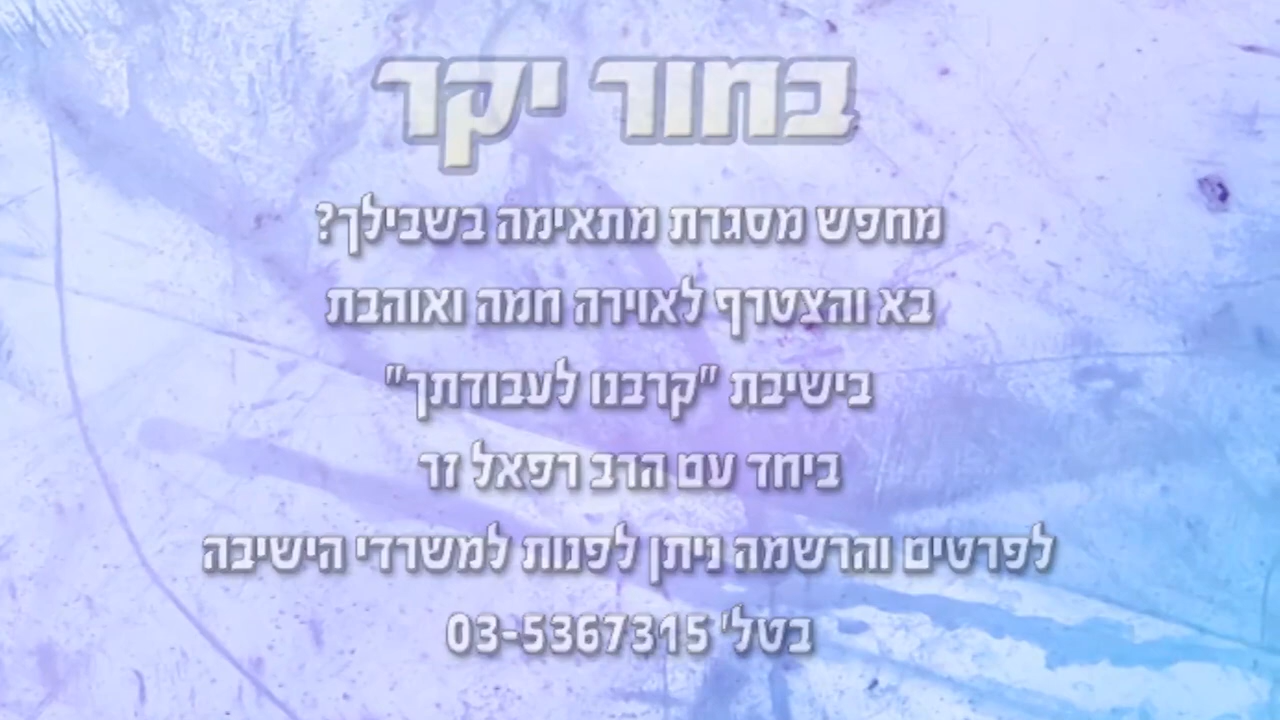 בחור יקר
מחפש מסגרת מתאימה בשבילך?
בא והצטרף לאוירה חמה ואוהבת
בישיבת "קרבנו לעבודתך"
ביחד עם הרב רפאל זר
לפרטים והרשמה ניתן לפנות למשרדי הישיבה
בטל' 03-5367315